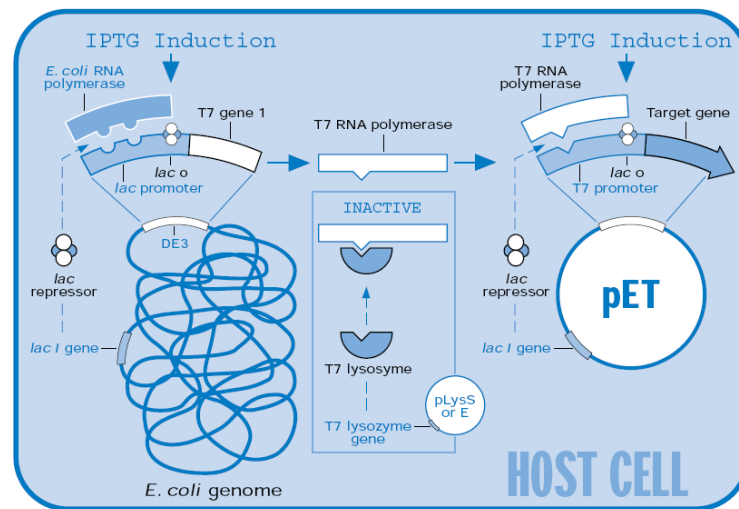 IPTG Induction
E. coli RNA
polymerase
T7 gene 1
lac o
lac promoter
DE3
lac
repressor
lac I gene
E. coli genome
T7 RNA polymerase
INACTIVE
T7 lysosyme
pLysS
or E
T7 lysozyme
gene
IPTG Induction
T7 RNA
polymerase
Target gene
lac o
T7 promoter
lac
repressor
pET
lac I gene
HOST CELL